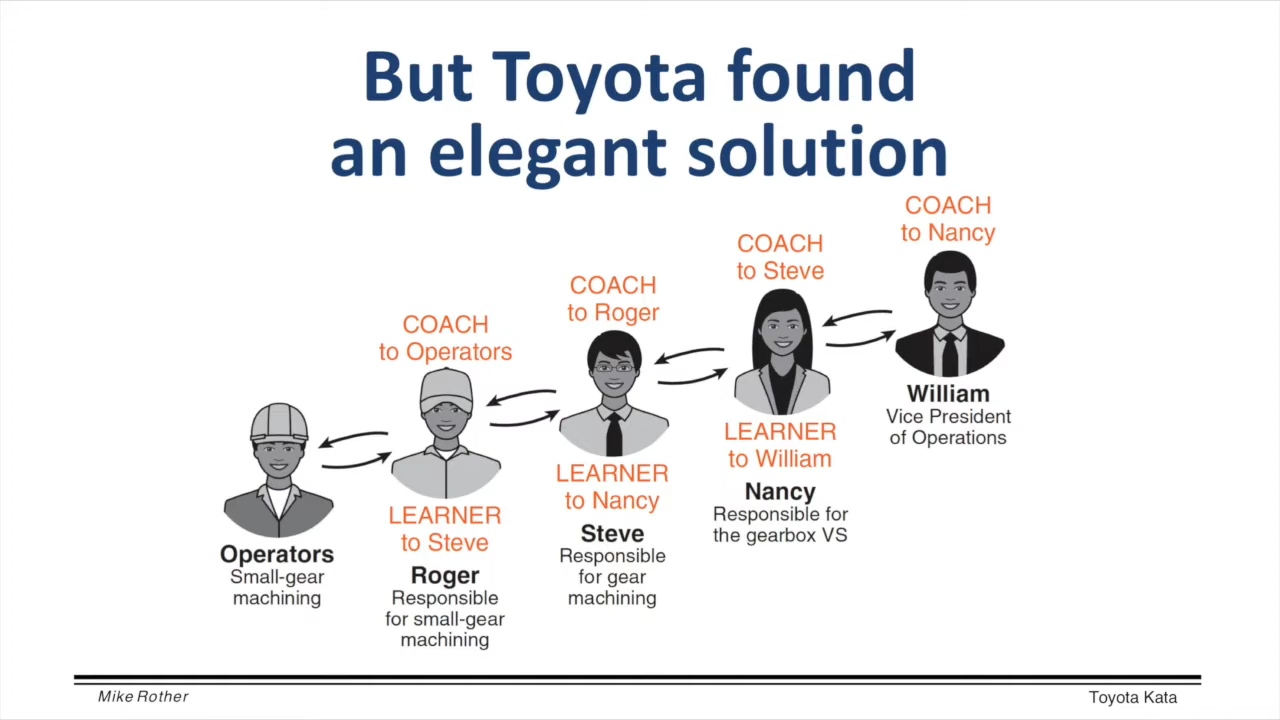 But Toyota found
an elegant solution
COACH
to Nancy
COACH
to Steve
COACH
to Roger
COACH
to Operators
William
Vice President
of Operations
LEARNER
to William
Nancy
Responsible for
the gearbox VS
LEARNER
to Nancy
Steve
Responsible
for gear
machining
LEARNER
to Steve
Roger
Responsible
for small-gear
machining
Operators
Small-gear
machining
Mike Rother
Toyota Kata